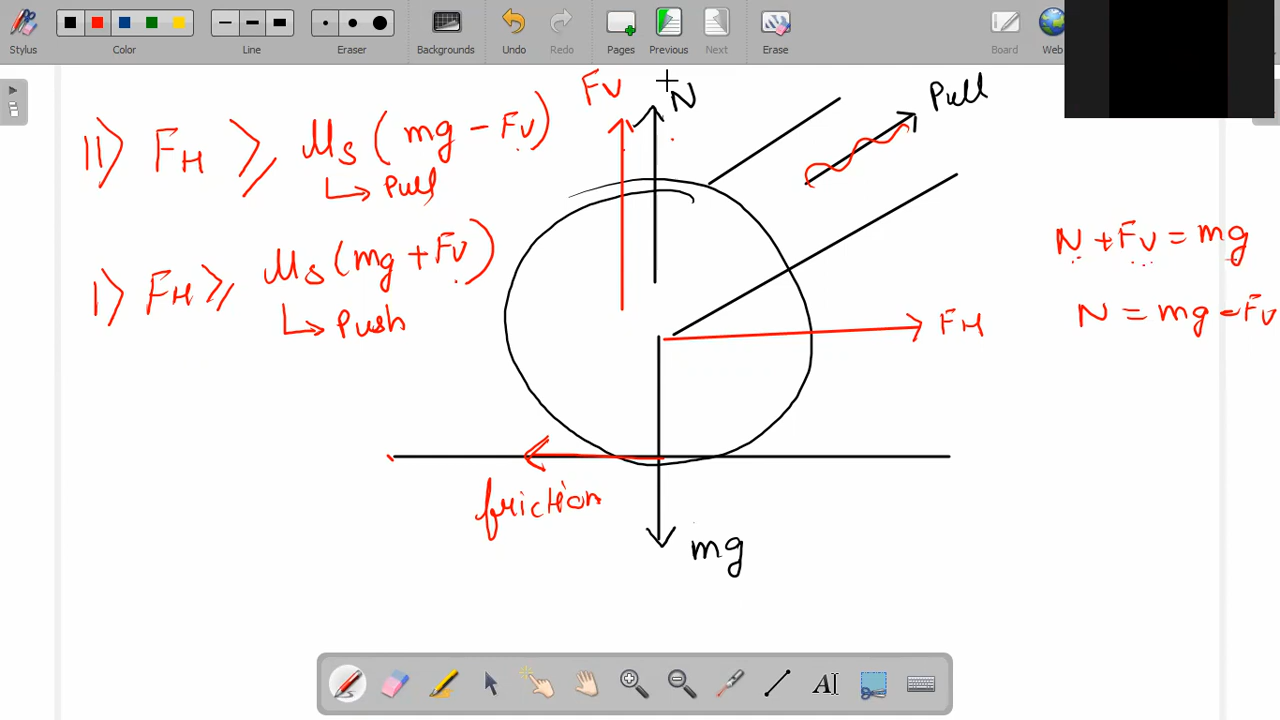 Stylus
Color
Line
Eraser
Backgrounds
Undo
Redo
Pages
Previous
Next
Erase
Board
Web
Fv
N
Pull
II) FH ≥ μs (mg - Fv)
↳ Pull
I) FH ≥ μs (mg + Fv)
↳ Push
N + Fv = mg
N = mg - Fv
FH
friction
mg
A